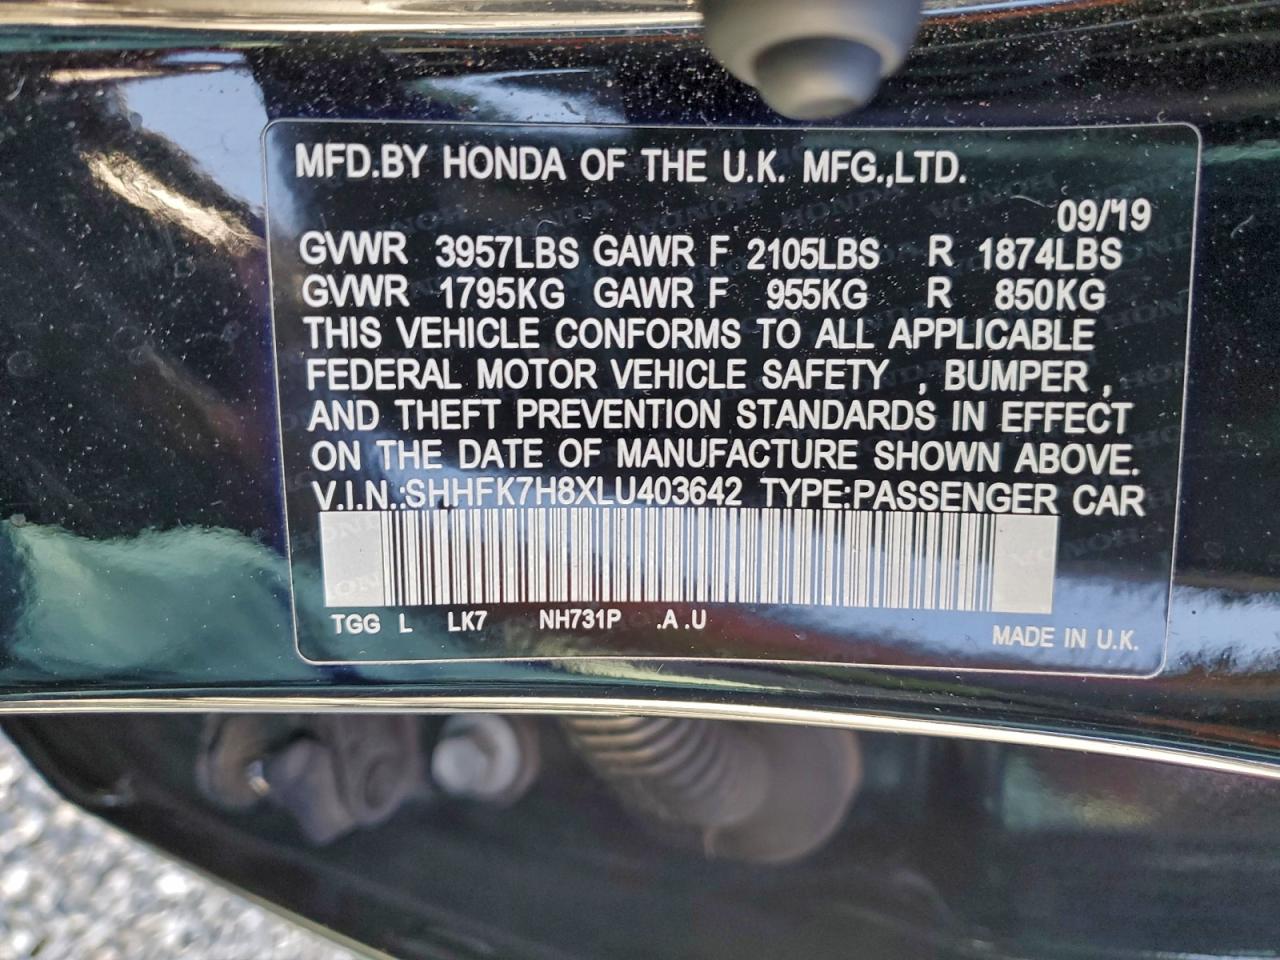 MFD.BY HONDA OF THE U.K. MFG.,LTD.
09/'19
GVWR 3957LBS GAWR F 2105LBS R 1874LBS
GVWR 1795KG GAWR F 955KG R 850KG
THIS VEHICLE CONFORMS TO ALL APPLICABLE
FEDERAL MOTOR VEHICLE SAFETY , BUMPER ,
AND THEFT PREVENTION STANDARDS IN EFFECT
ON THE DATE OF MANUFACTURE SHOWN ABOVE.
V.I.N.:SHHFK7H8XLU403642 TYPE:PASSENGER CAR
TGG L LK7 NH731P .A .U
MADE IN U.K.